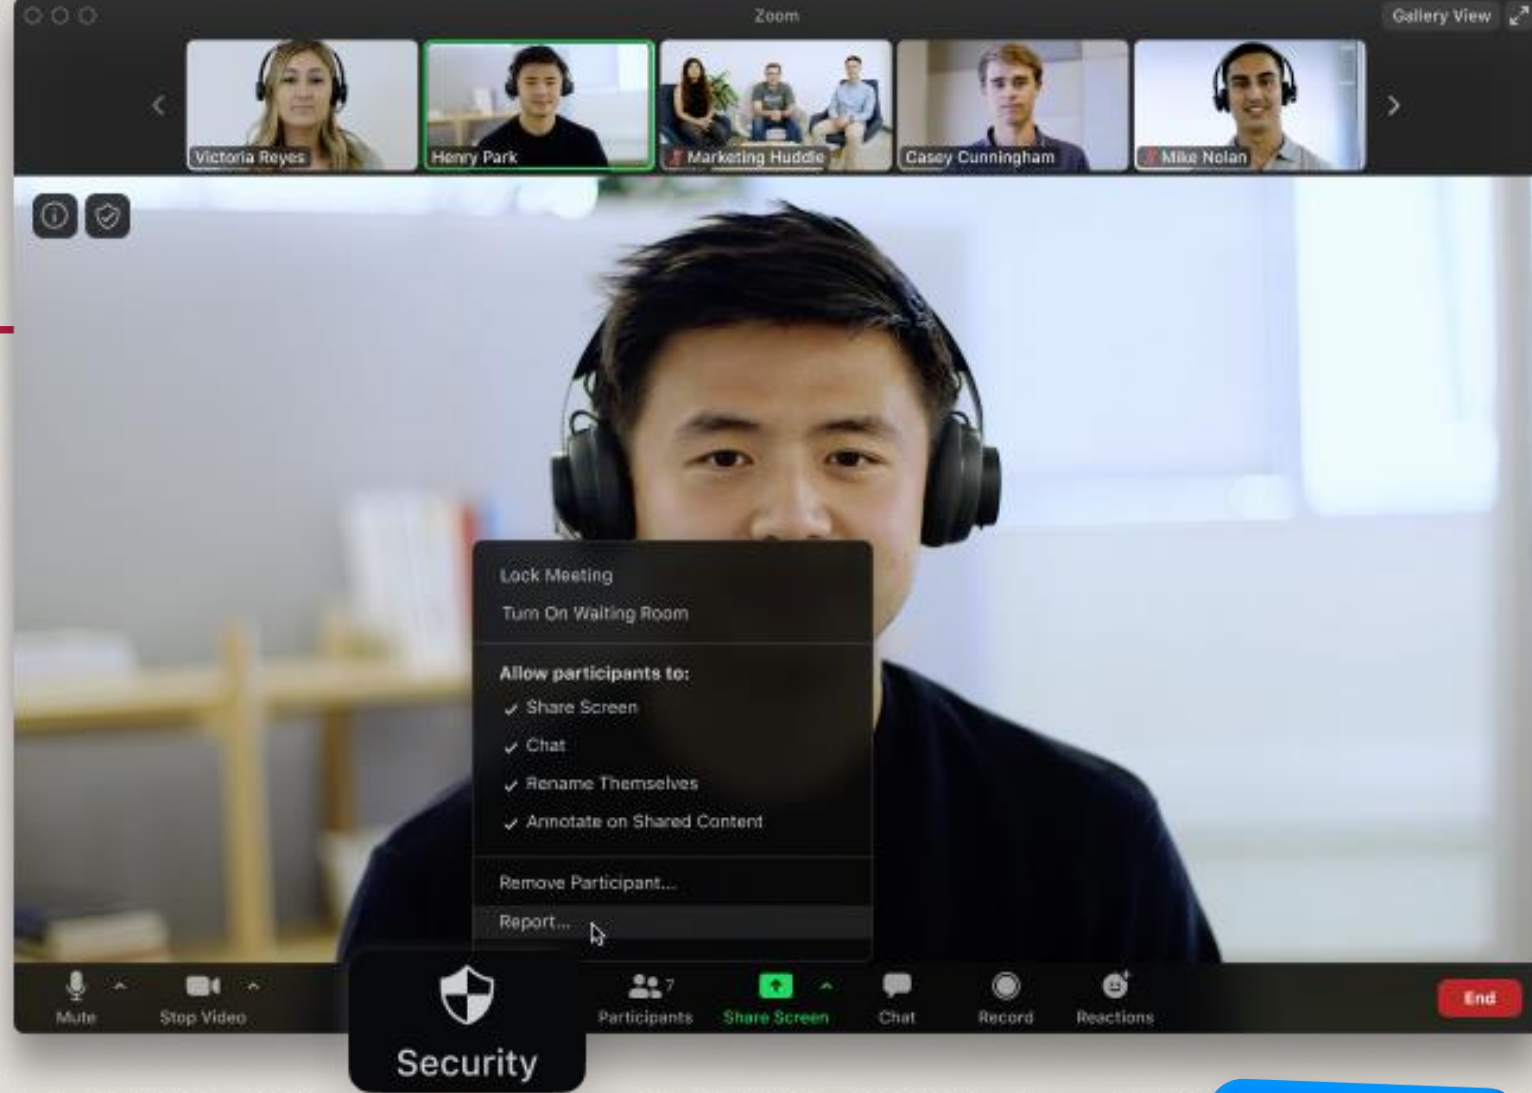 Zoom
Gallery View
Victoria Reyes
Henry Park
Marketing Huddle
Casey Cunningham
Mike Nolan
Lock Meeting
Turn On Waiting Room
Allow participants to:
Share Screen
Chat
Rename Themselves
Annotate on Shared Content
Remove Participant...
Report...
Mute
Stop Video
Security
7
Participants
Share Screen
Chat
Record
Reactions
End